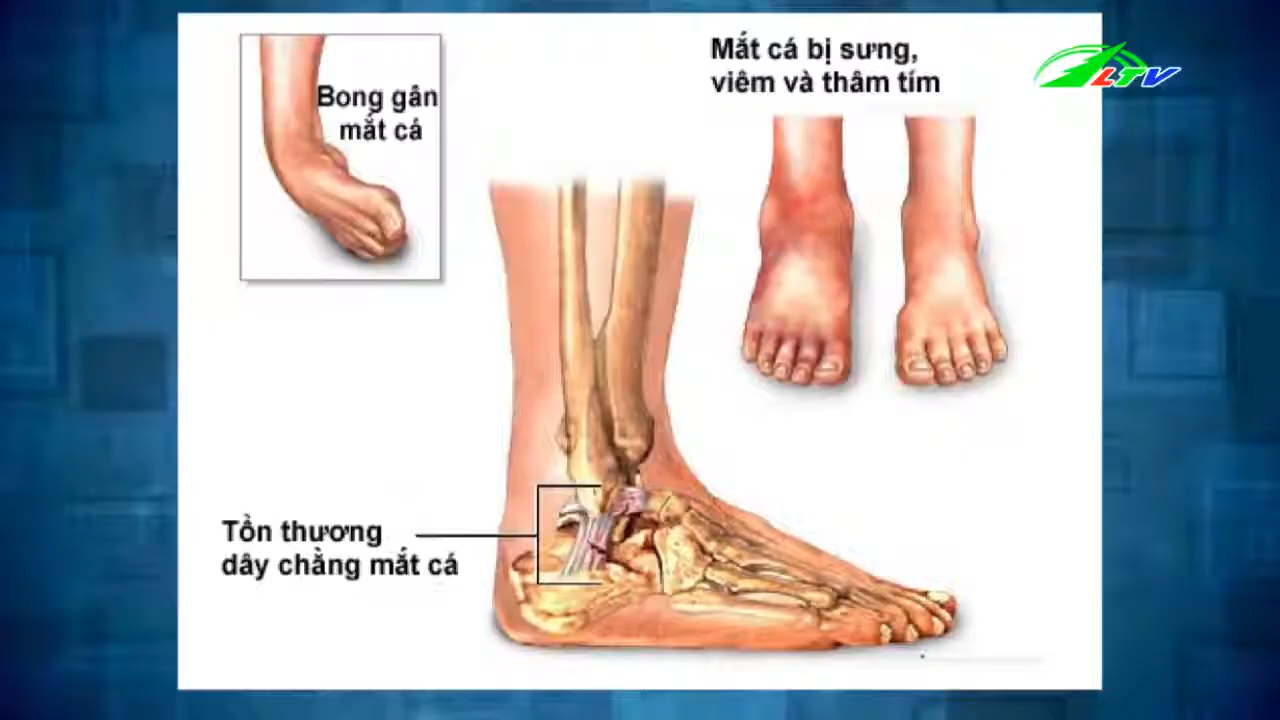 Bong gân
mắt cá
Mắt cá bị sưng,
viêm và thâm tím
LTV
Tổn thương
dây chằng mắt cá